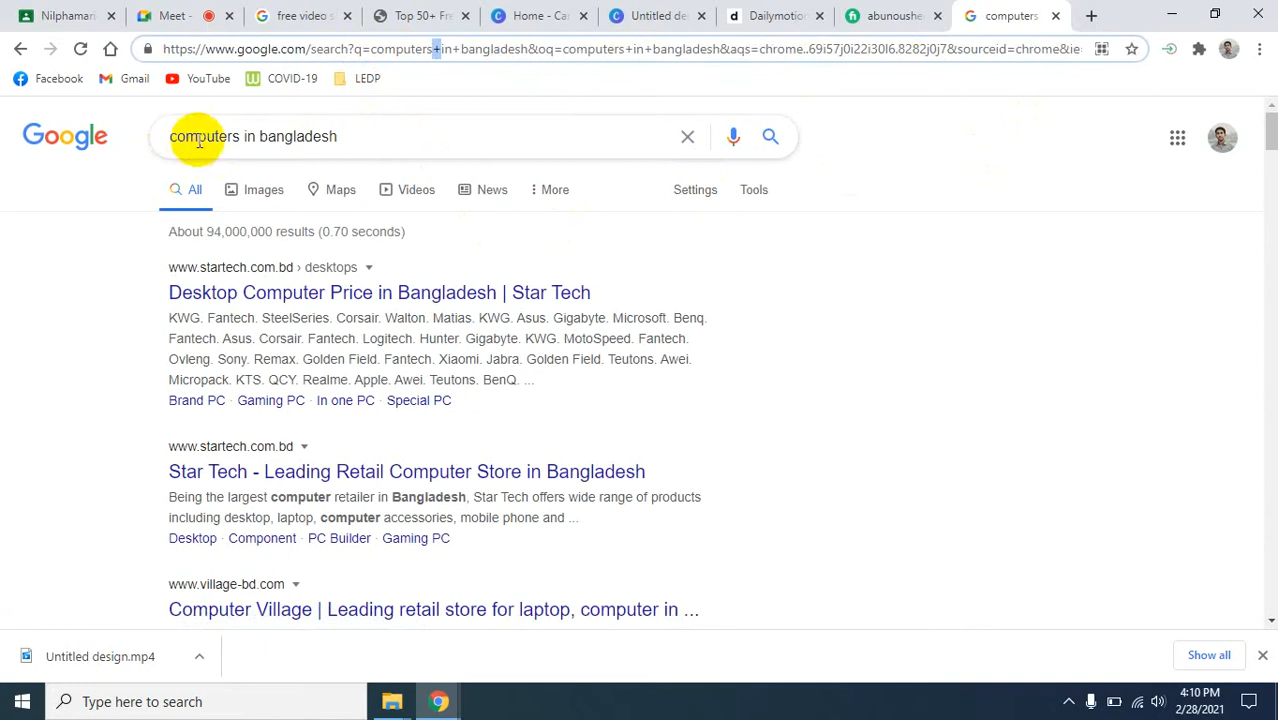 Nilphamari
Meet -
free video s
Top 50+ Fre
Home - Can
Untitled des
Dailymotion
abunoushe
computers
https://www.google.com/search?q=computers+in+bangladesh&oq=computers+in+bangladesh&aqs=chrome..69i57j0i22i30l6.8282j0j7&sourceid=chrome&ie
Facebook
Gmail
YouTube
COVID-19
LEDP
Google
computers in bangladesh
All
Images
Maps
Videos
News
More
Settings
Tools
About 94,000,000 results (0.70 seconds)
www.startech.com.bd › desktops
Desktop Computer Price in Bangladesh | Star Tech
KWG. Fantech. SteelSeries. Corsair. Walton. Matias. KWG. Asus. Gigabyte. Microsoft. Benq.
Fantech. Asus. Corsair. Fantech. Logitech. Hunter. Gigabyte. KWG. MotoSpeed. Fantech.
Ovleng. Sony. Remax. Golden Field. Fantech. Xiaomi. Jabra. Golden Field. Teutons. Awei.
Micropack. KTS. QCY. Realme. Apple. Awei. Teutons. BenQ. ...
Brand PC · Gaming PC · In one PC · Special PC
www.startech.com.bd
Star Tech - Leading Retail Computer Store in Bangladesh
Being the largest computer retailer in Bangladesh, Star Tech offers wide range of products
including desktop, laptop, computer accessories, mobile phone and ...
Desktop · Component · PC Builder · Gaming PC
www.village-bd.com
Computer Village | Leading retail store for laptop, computer in ...
Untitled design.mp4
Show all
Type here to search
4:10 PM
2/28/2021